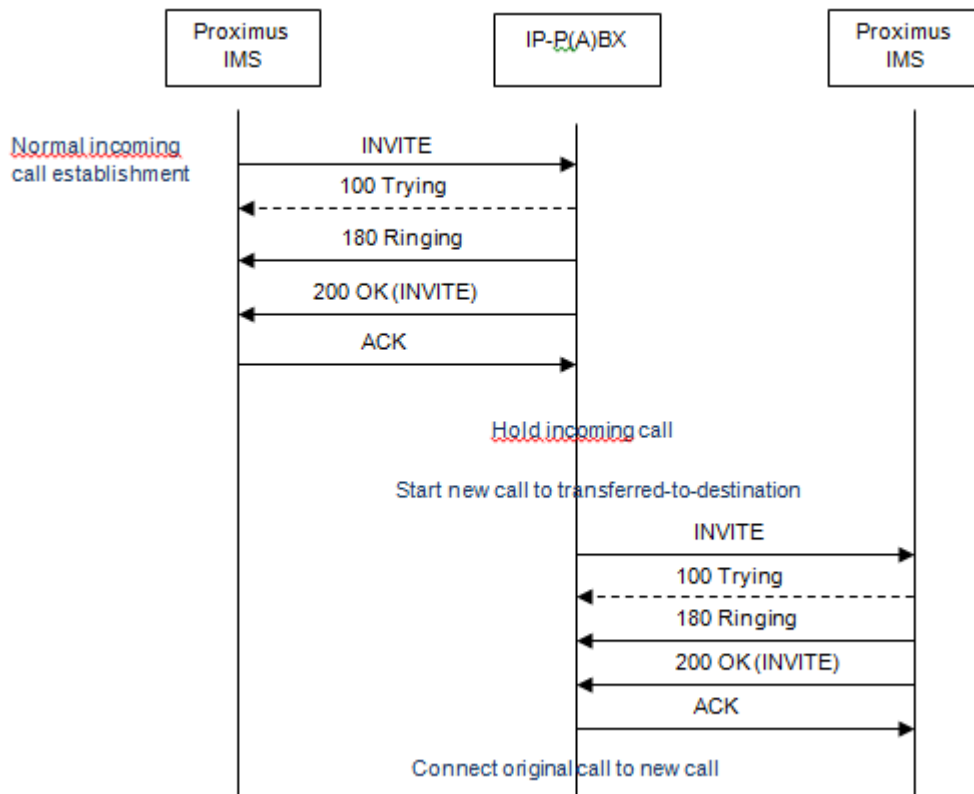 Proximus
IMS
IP-P(A)BX
Proximus
IMS
Normal incoming
call establishment
INVITE
100 Trying
180 Ringing
200 OK (INVITE)
ACK
Hold incoming call
Start new call to transferred-to-destination
INVITE
100 Trying
180 Ringing
200 OK (INVITE)
ACK
Connect original call to new call